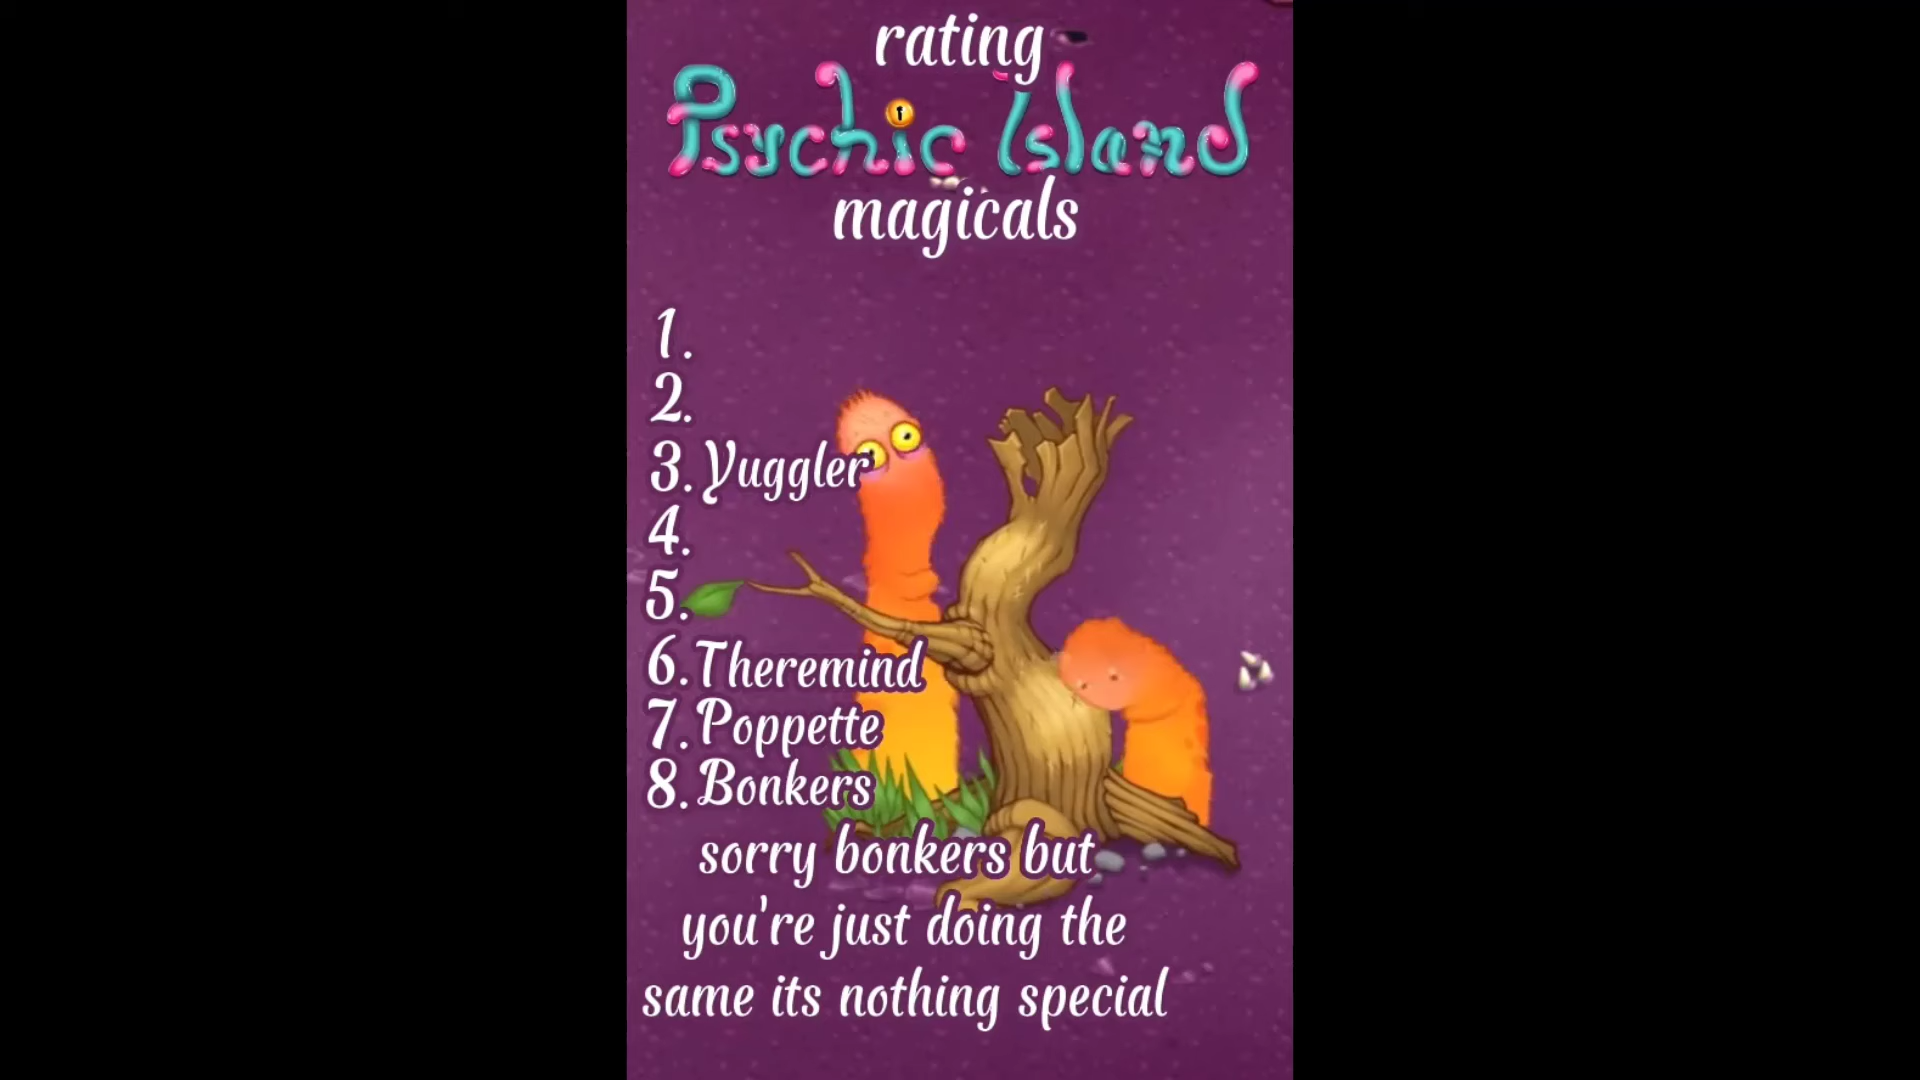 rating
Psychic Island
magicals
1.
2.
3. Yuggler
4.
5.
6. Theremind
7. Poppette
8. Bonkers
sorry bonkers but
you're just doing the
same its nothing special